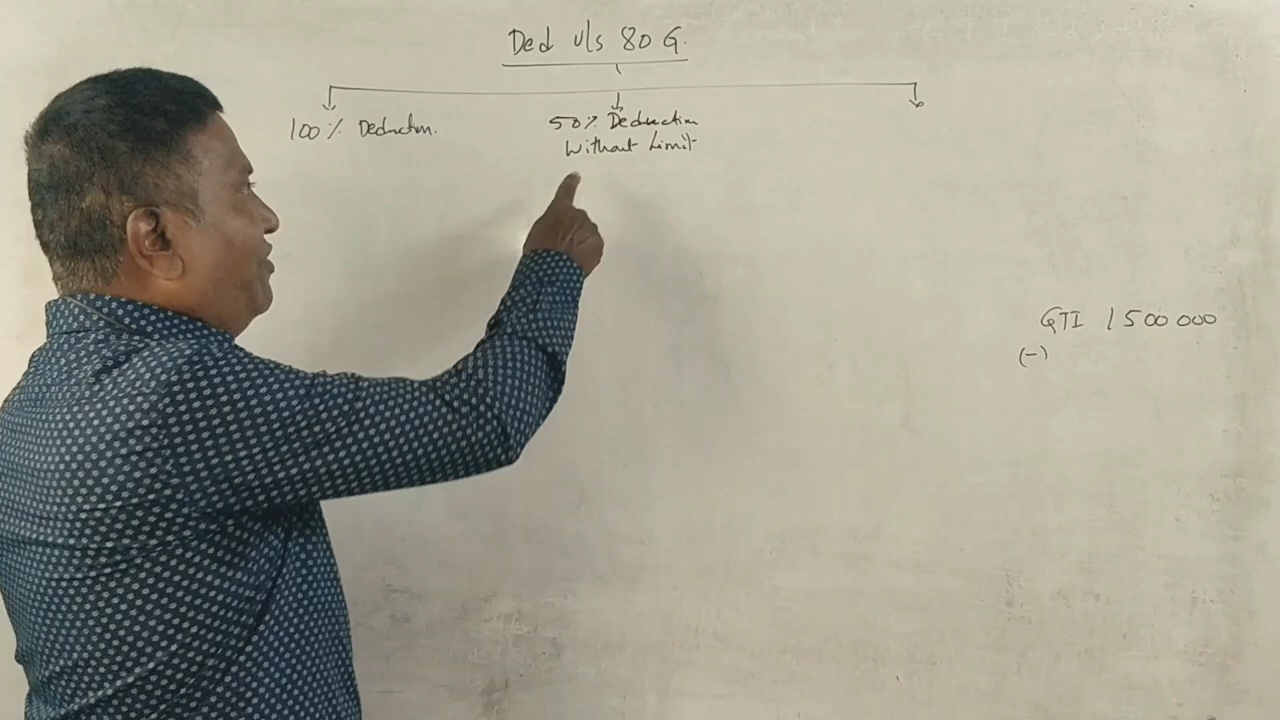 Ded u/s 80 G.
100% Deduction.
50% Deduction
Without Limit
GTI 1500000
(-)